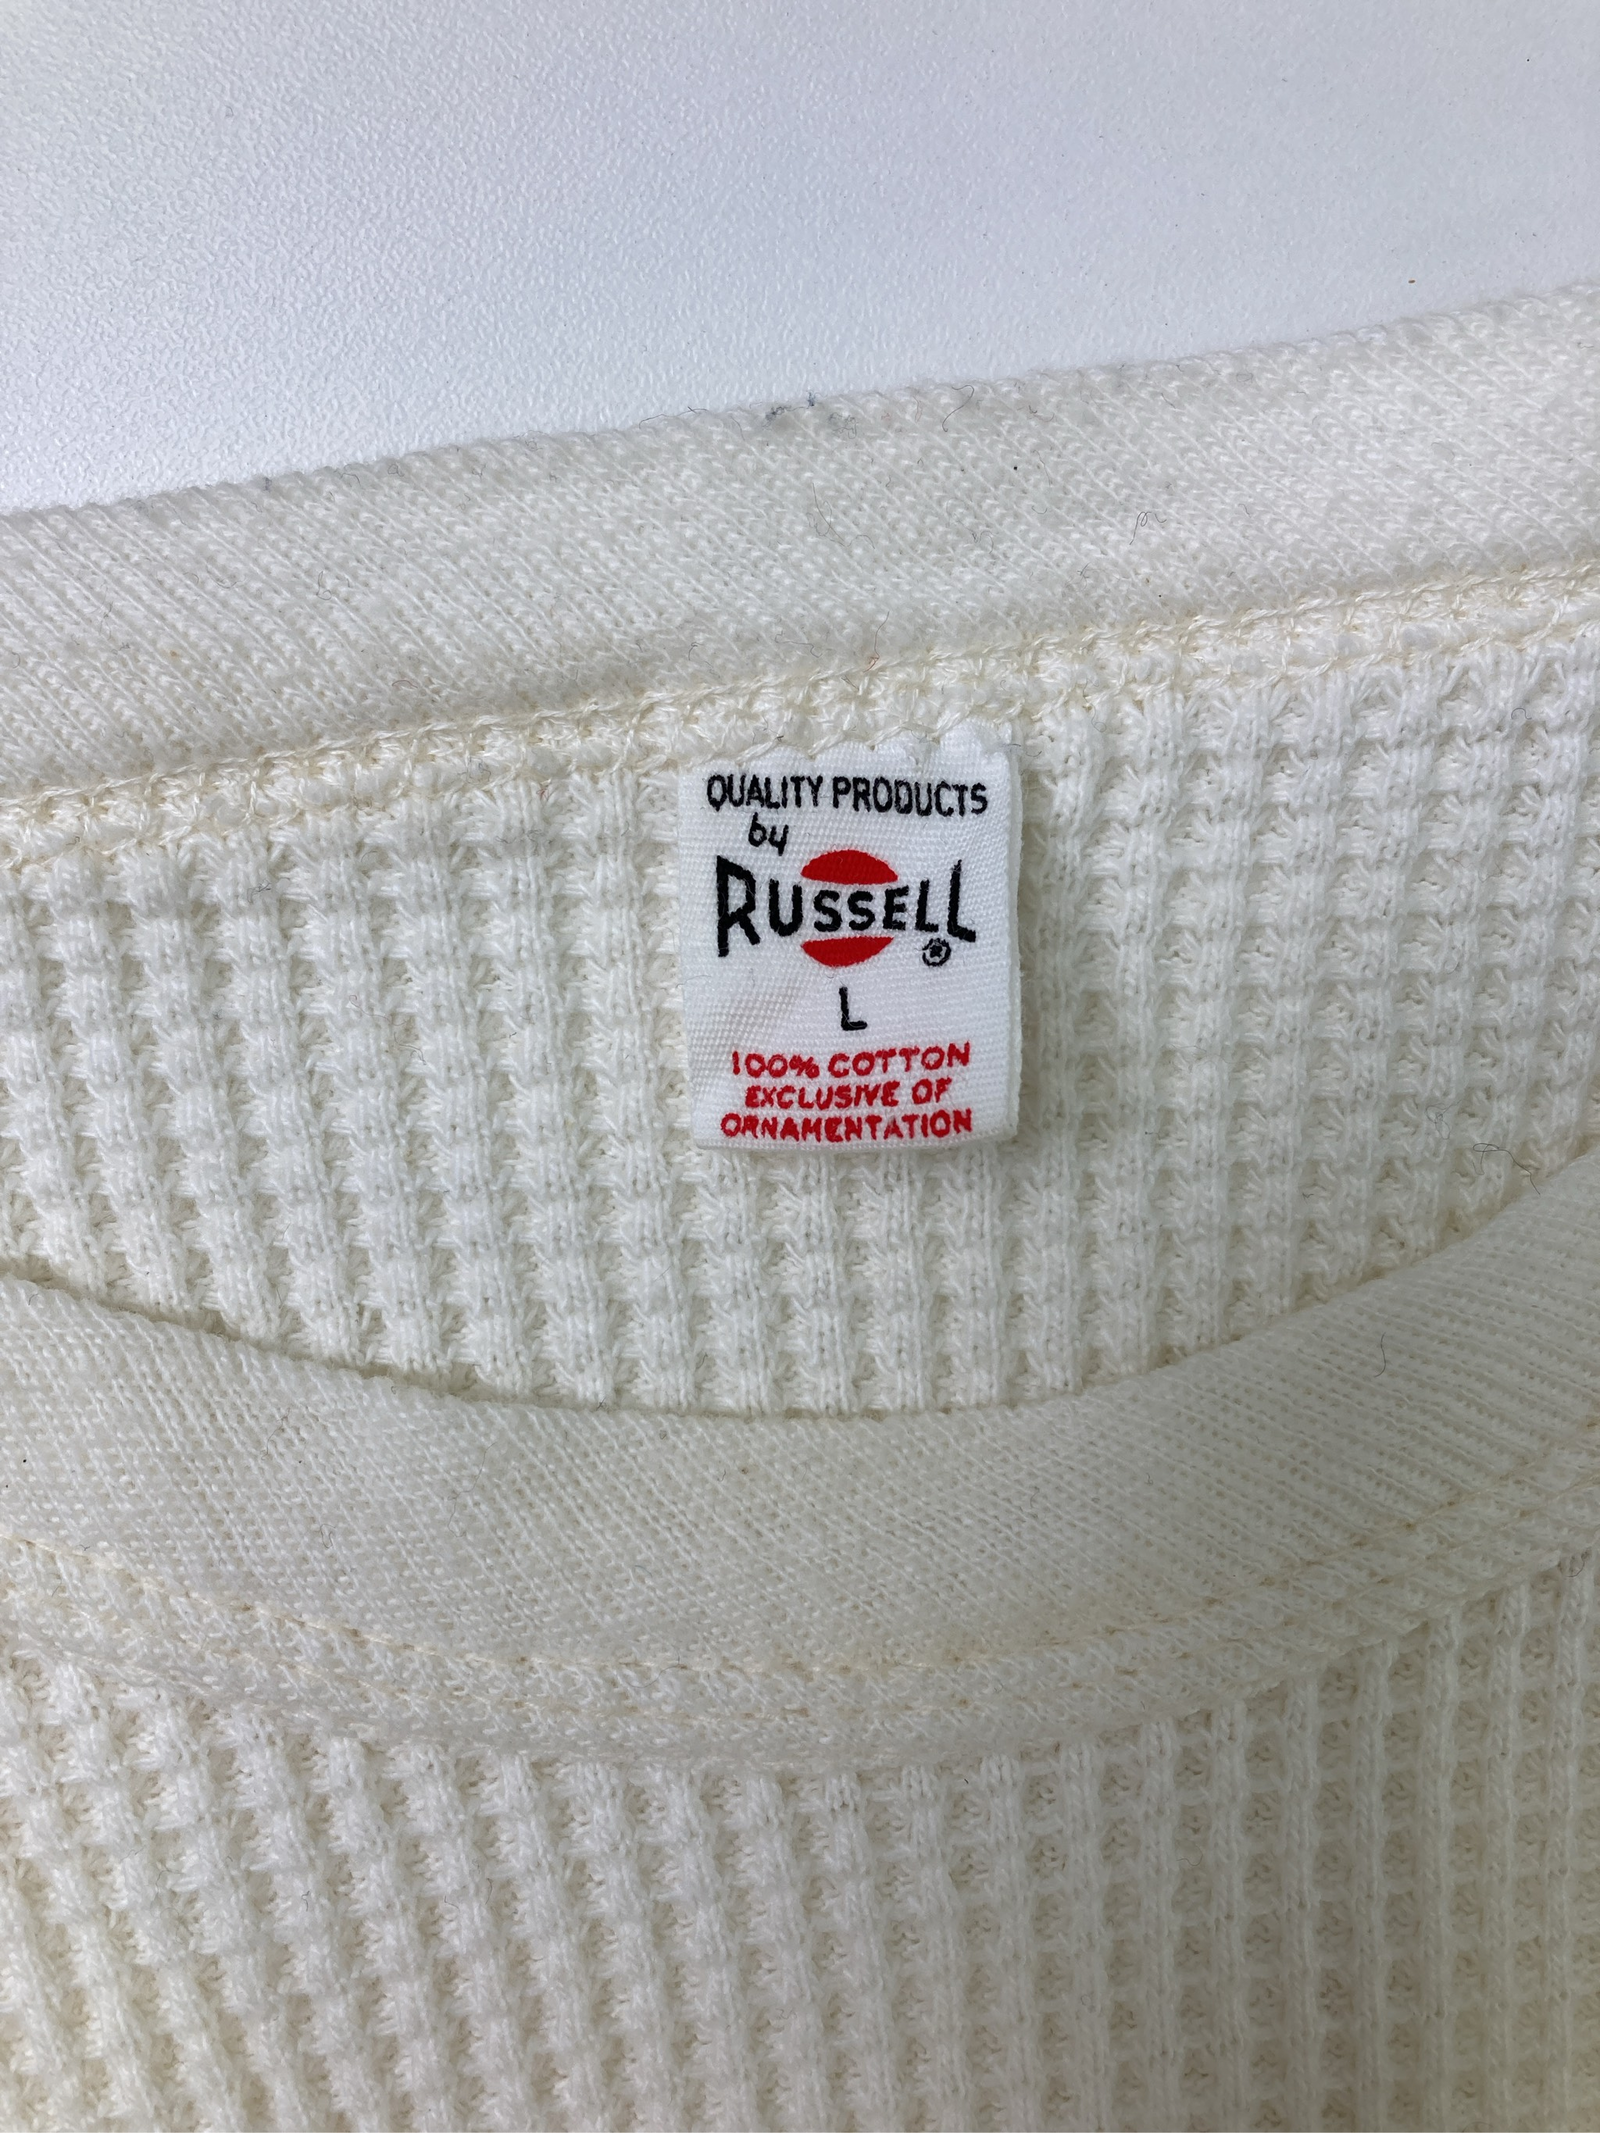 QUALITY PRODUCTS
by
RUSSELL
®
L
100% COTTON
EXCLUSIVE OF
ORNAMENTATION